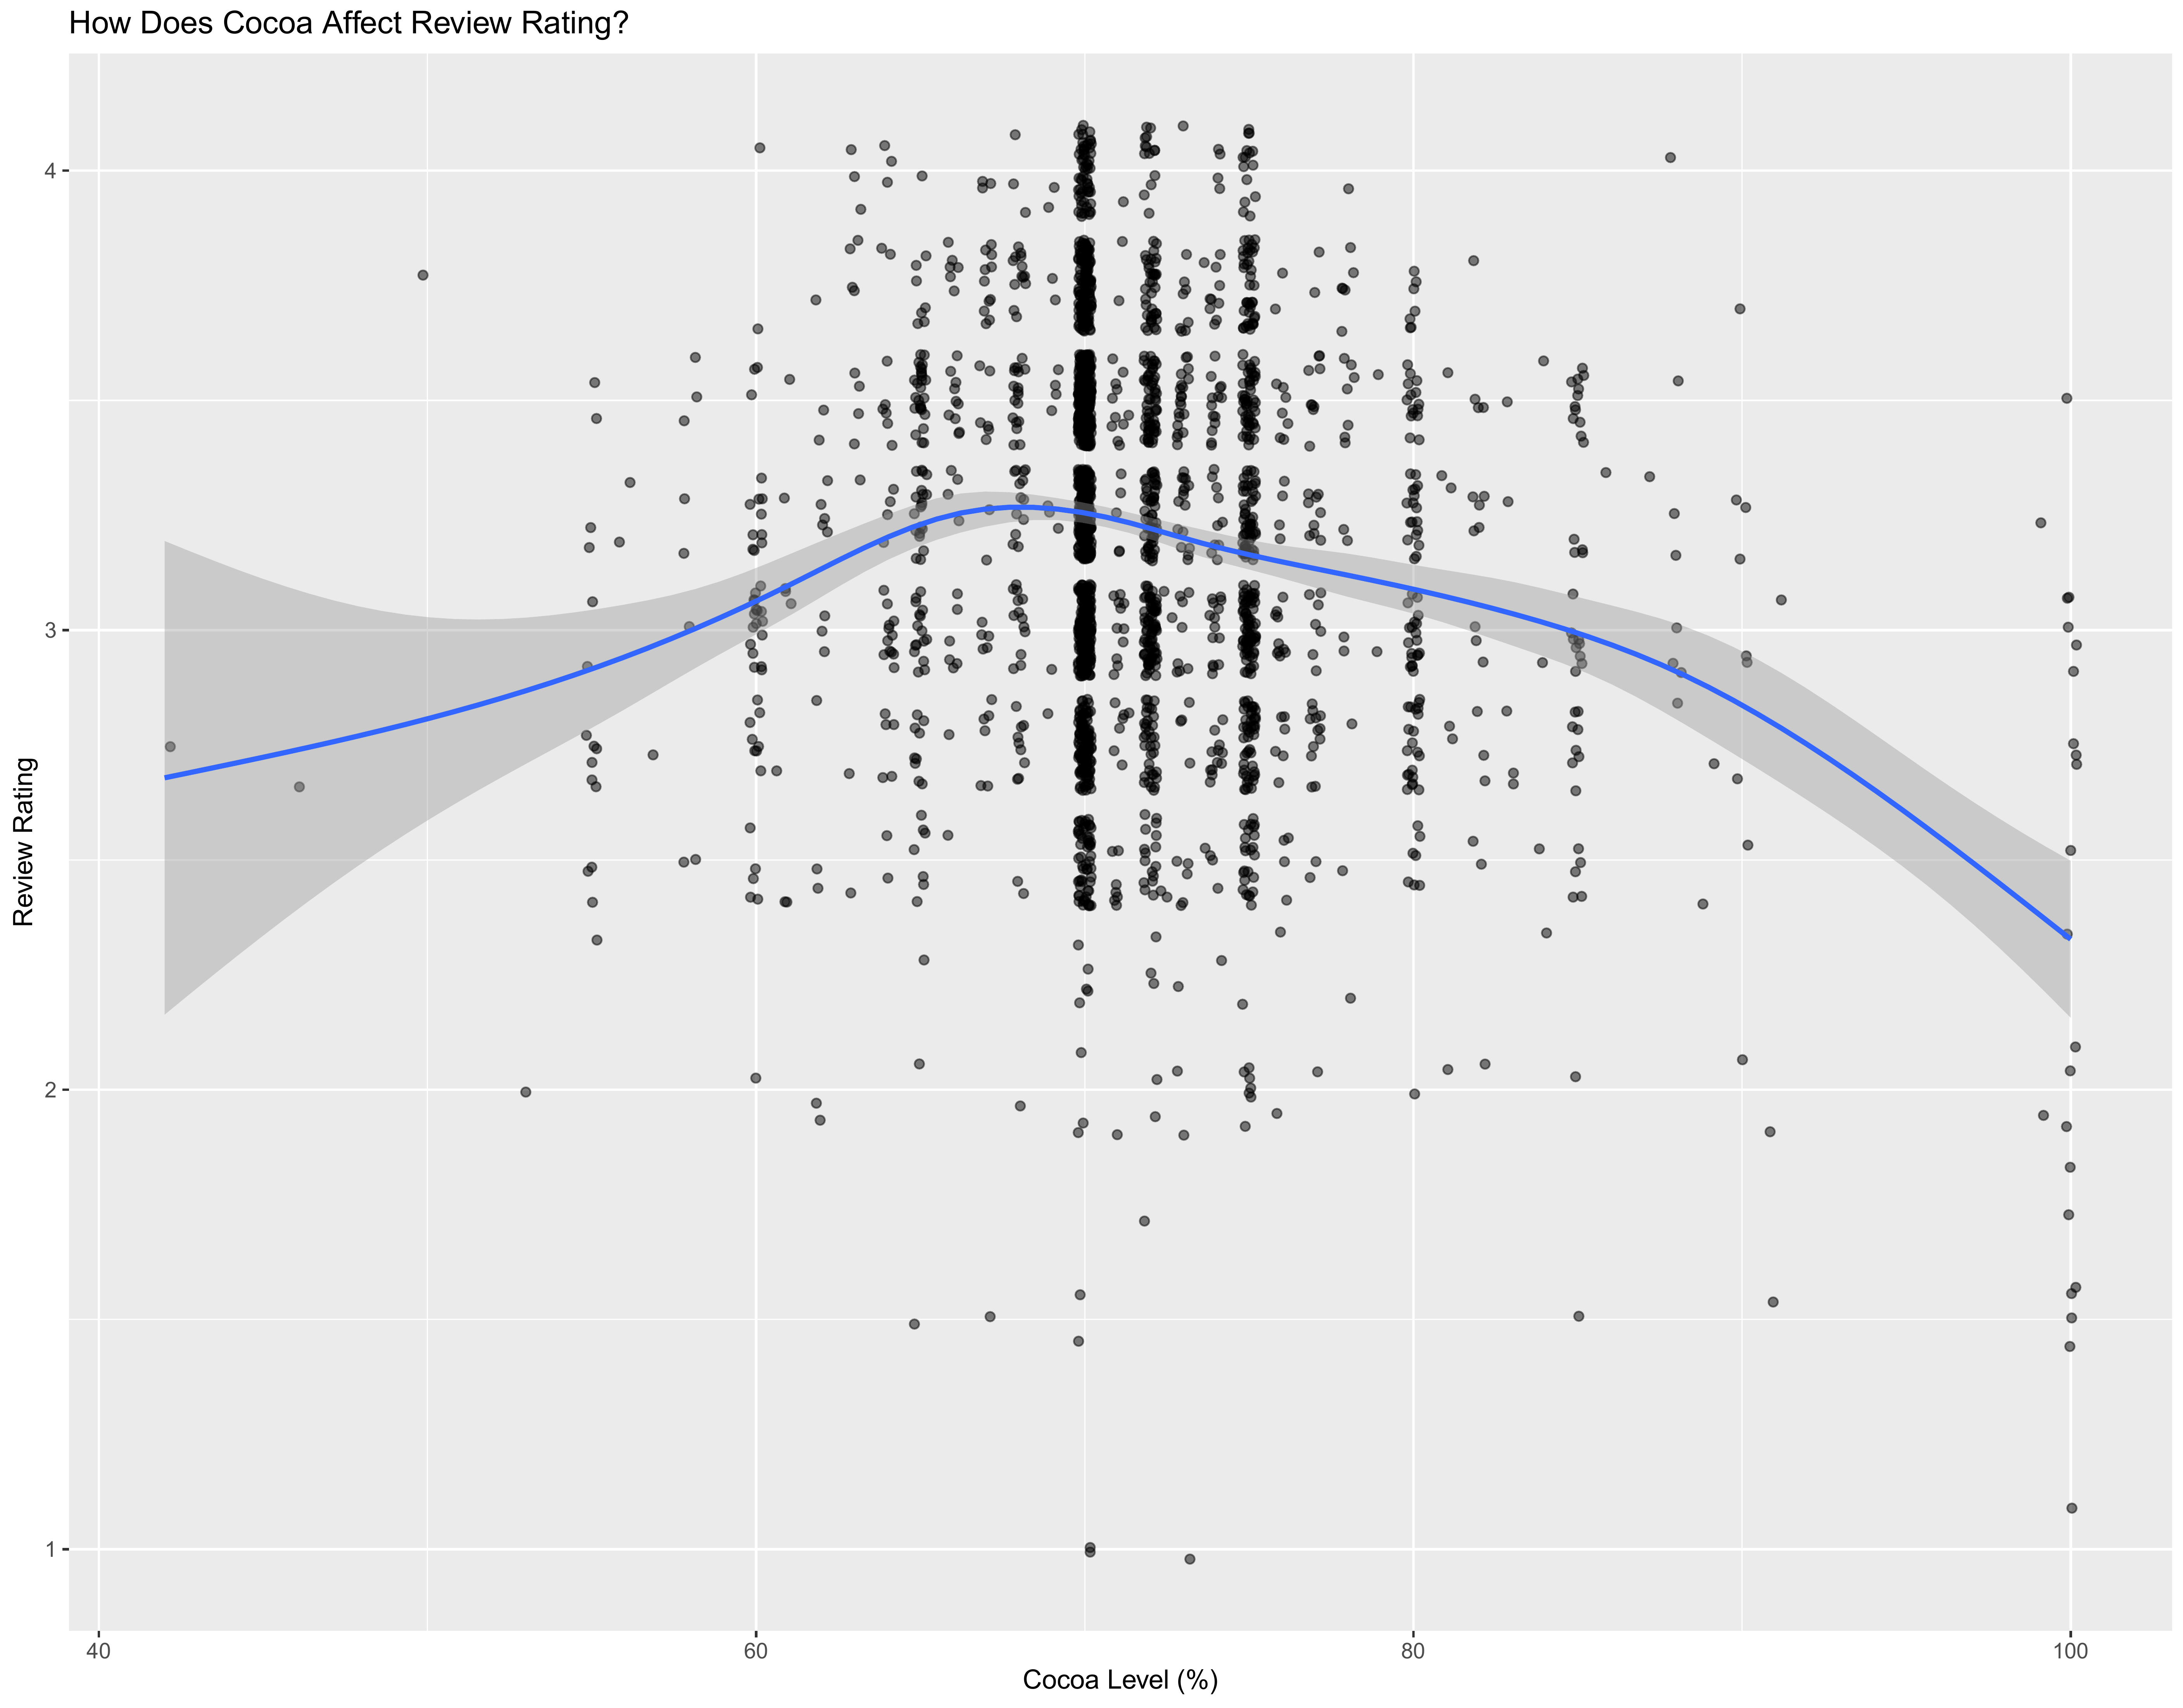 How Does Cocoa Affect Review Rating?
4
3
2
1
Review Rating
40
60
80
100
Cocoa Level (%)